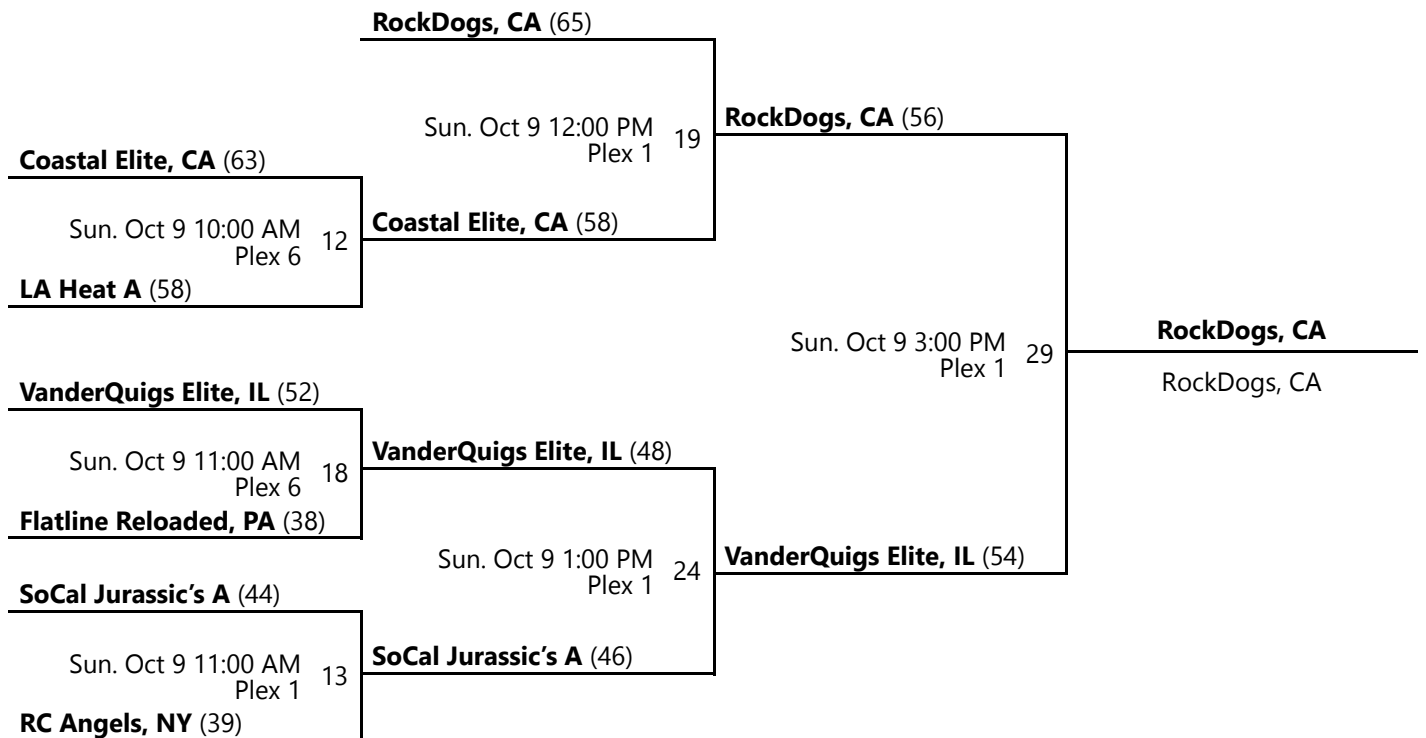 RockDogs, CA (65)
Sun. Oct 9 12:00 PM
Plex 1
19
RockDogs, CA (56)
Coastal Elite, CA (63)
Sun. Oct 9 10:00 AM
Plex 6
12
Coastal Elite, CA (58)
LA Heat A (58)
Sun. Oct 9 3:00 PM
Plex 1
29
RockDogs, CA
RockDogs, CA
VanderQuigs Elite, IL (52)
Sun. Oct 9 11:00 AM
Plex 6
18
VanderQuigs Elite, IL (48)
Flatline Reloaded, PA (38)
Sun. Oct 9 1:00 PM
Plex 1
24
VanderQuigs Elite, IL (54)
SoCal Jurassic’s A (44)
Sun. Oct 9 11:00 AM
Plex 1
13
SoCal Jurassic’s A (46)
RC Angels, NY (39)